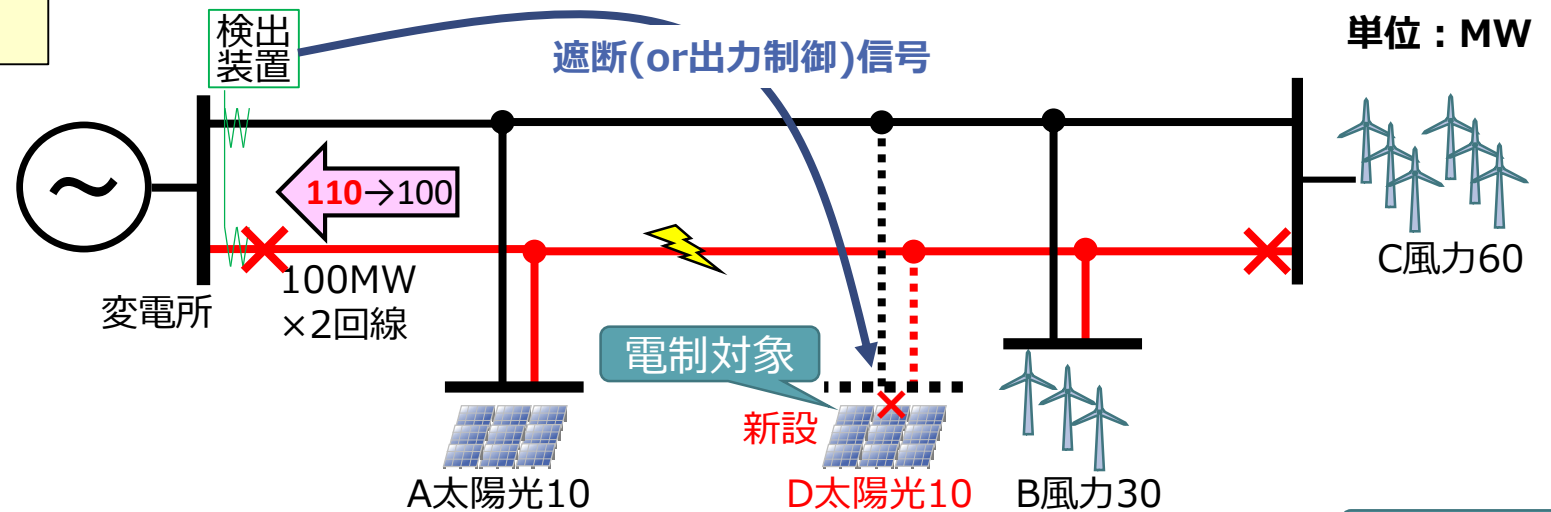 検出
装置
遮断(or出力制御)信号
単位：MW
110→100
100MW
×2回線
変電所
C風力60
電制対象
新設
A太陽光10
D太陽光10
B風力30